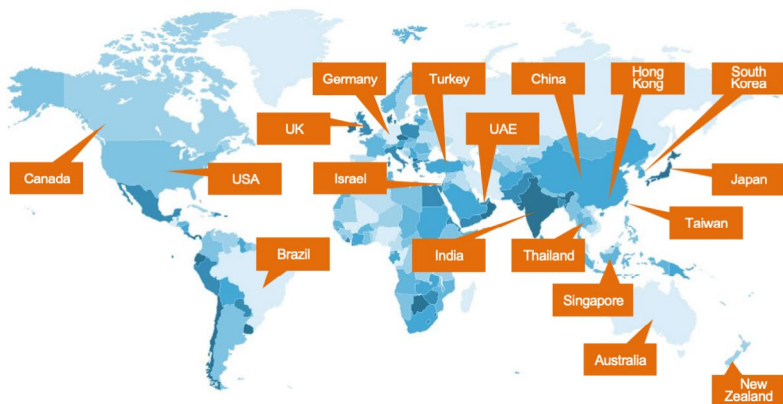 Germany
Turkey
China
Hong
Kong
South
Korea
UK
UAE
Canada
USA
Israel
Japan
Taiwan
Brazil
India
Thailand
Singapore
Australia
New
Zealand